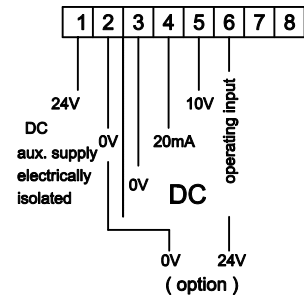 1 2 3 4 5 6 7 8
24V
10V
operating input
DC
0V
20mA
aux. supply
electrically
0V
DC
isolated
0V
24V
( option )